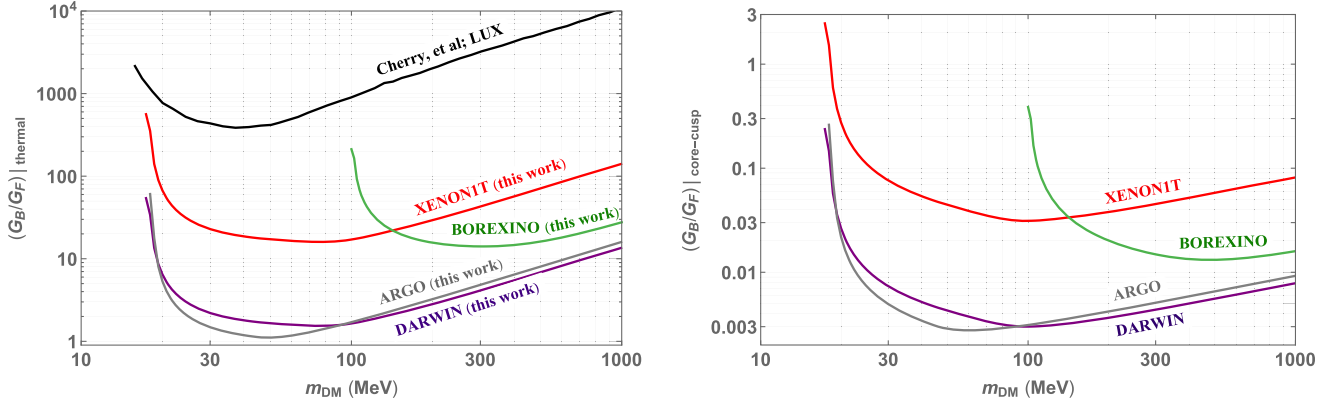 10^4
1000
100
10
1
(G_B/G_F)|thermal
Cherry, et al; LUX
XENON1T (this work)
BOREXINO (this work)
ARGO (this work)
DARWIN (this work)
10 30 100 300 1000
m_DM (MeV)
3
1
0.3
0.1
0.03
0.01
0.003
(G_B/G_F)|core-cusp
XENON1T
BOREXINO
ARGO
DARWIN
10 30 100 300 1000
m_DM (MeV)